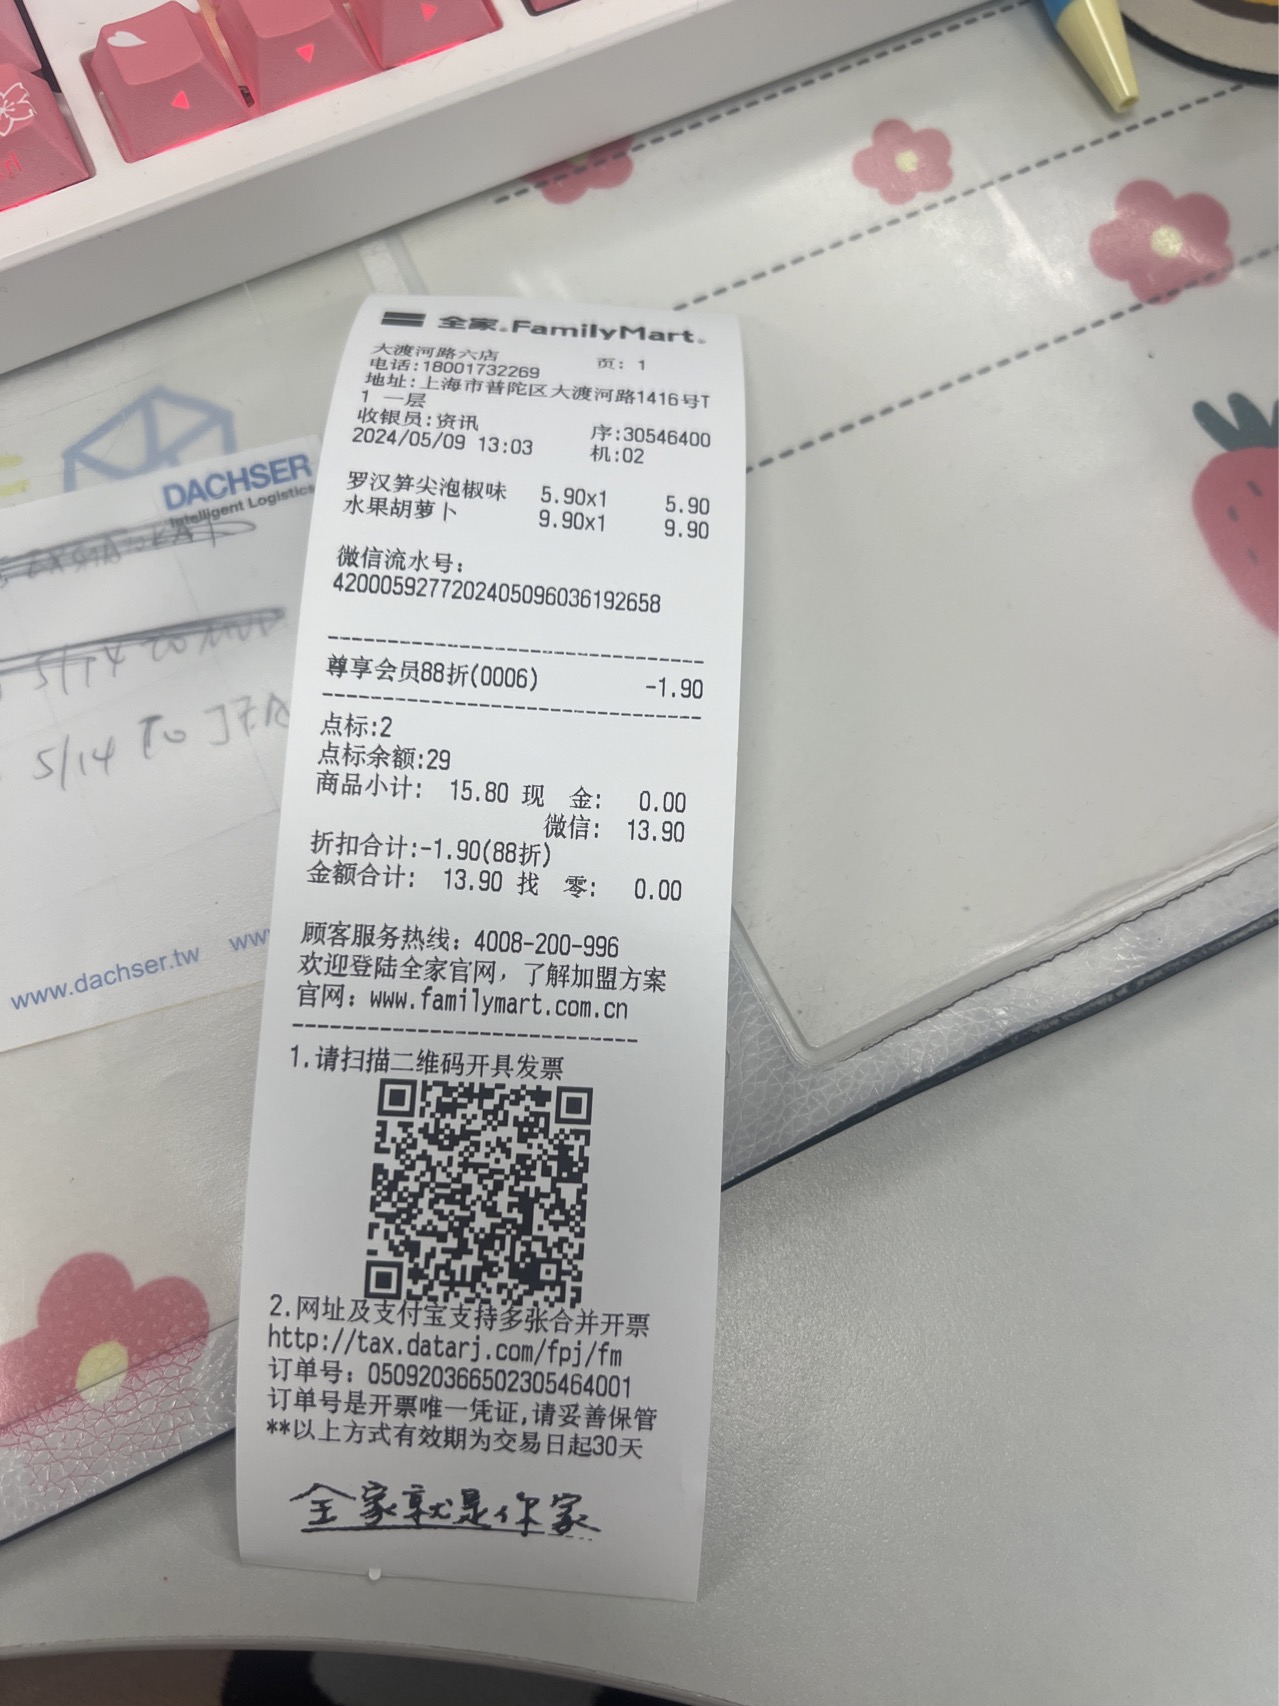 全家 FamilyMart
大渡河路六店 页: 1
电话:18001732269
地址:上海市普陀区大渡河路1416号T
1 一层
收银员:资讯 序:30546400
2024/05/09 13:03 机:02
罗汉笋尖泡椒味 5.90x1 5.90
水果胡萝卜 9.90x1 9.90
微信流水号:
4200059277202405096036192658
尊享会员88折(0006) -1.90
点标:2
点标余额:29
商品小计: 15.80 现 金: 0.00
微信: 13.90
折扣合计:-1.90(88折)
金额合计: 13.90 找 零: 0.00
顾客服务热线: 4008-200-996
欢迎登陆全家官网, 了解加盟方案
官网: www.familymart.com.cn
1.请扫描二维码开具发票
2.网址及支付宝支持多张合并开票
http://tax.datarj.com/fpj/fm
订单号: 050920366502305464001
订单号是开票唯一凭证,请妥善保管
**以上方式有效期为交易日起30天
全家就是你家
DACHSER
Intelligent Logistics
5/14 TO
5/14 TO
www.dachser.tw www